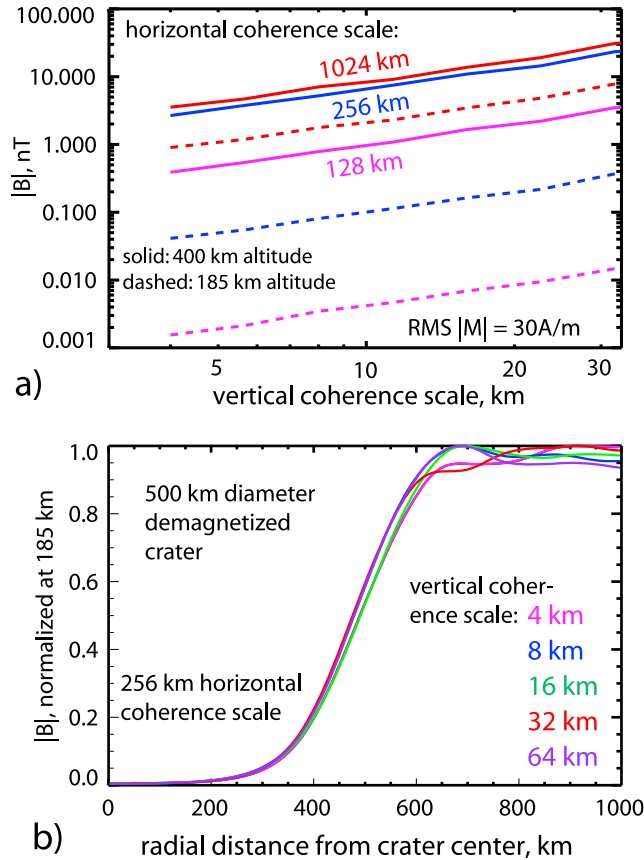 100.000
horizontal coherence scale:
1024 km
10.000
256 km
1.000
|B|, nT
128 km
0.100
solid: 400 km altitude
dashed: 185 km altitude
0.010
0.001
RMS |M| = 30A/m
5 10 20 30
a)
vertical coherence scale, km
1.0
500 km diameter
demagnetized
crater
0.8
|B|, normalized at 185 km
0.6
vertical coher-
ence scale: 4 km
8 km
0.4
16 km
256 km horizontal
coherence scale
32 km
0.2
64 km
0.0
0 200 400 600 800 1000
b)
radial distance from crater center, km